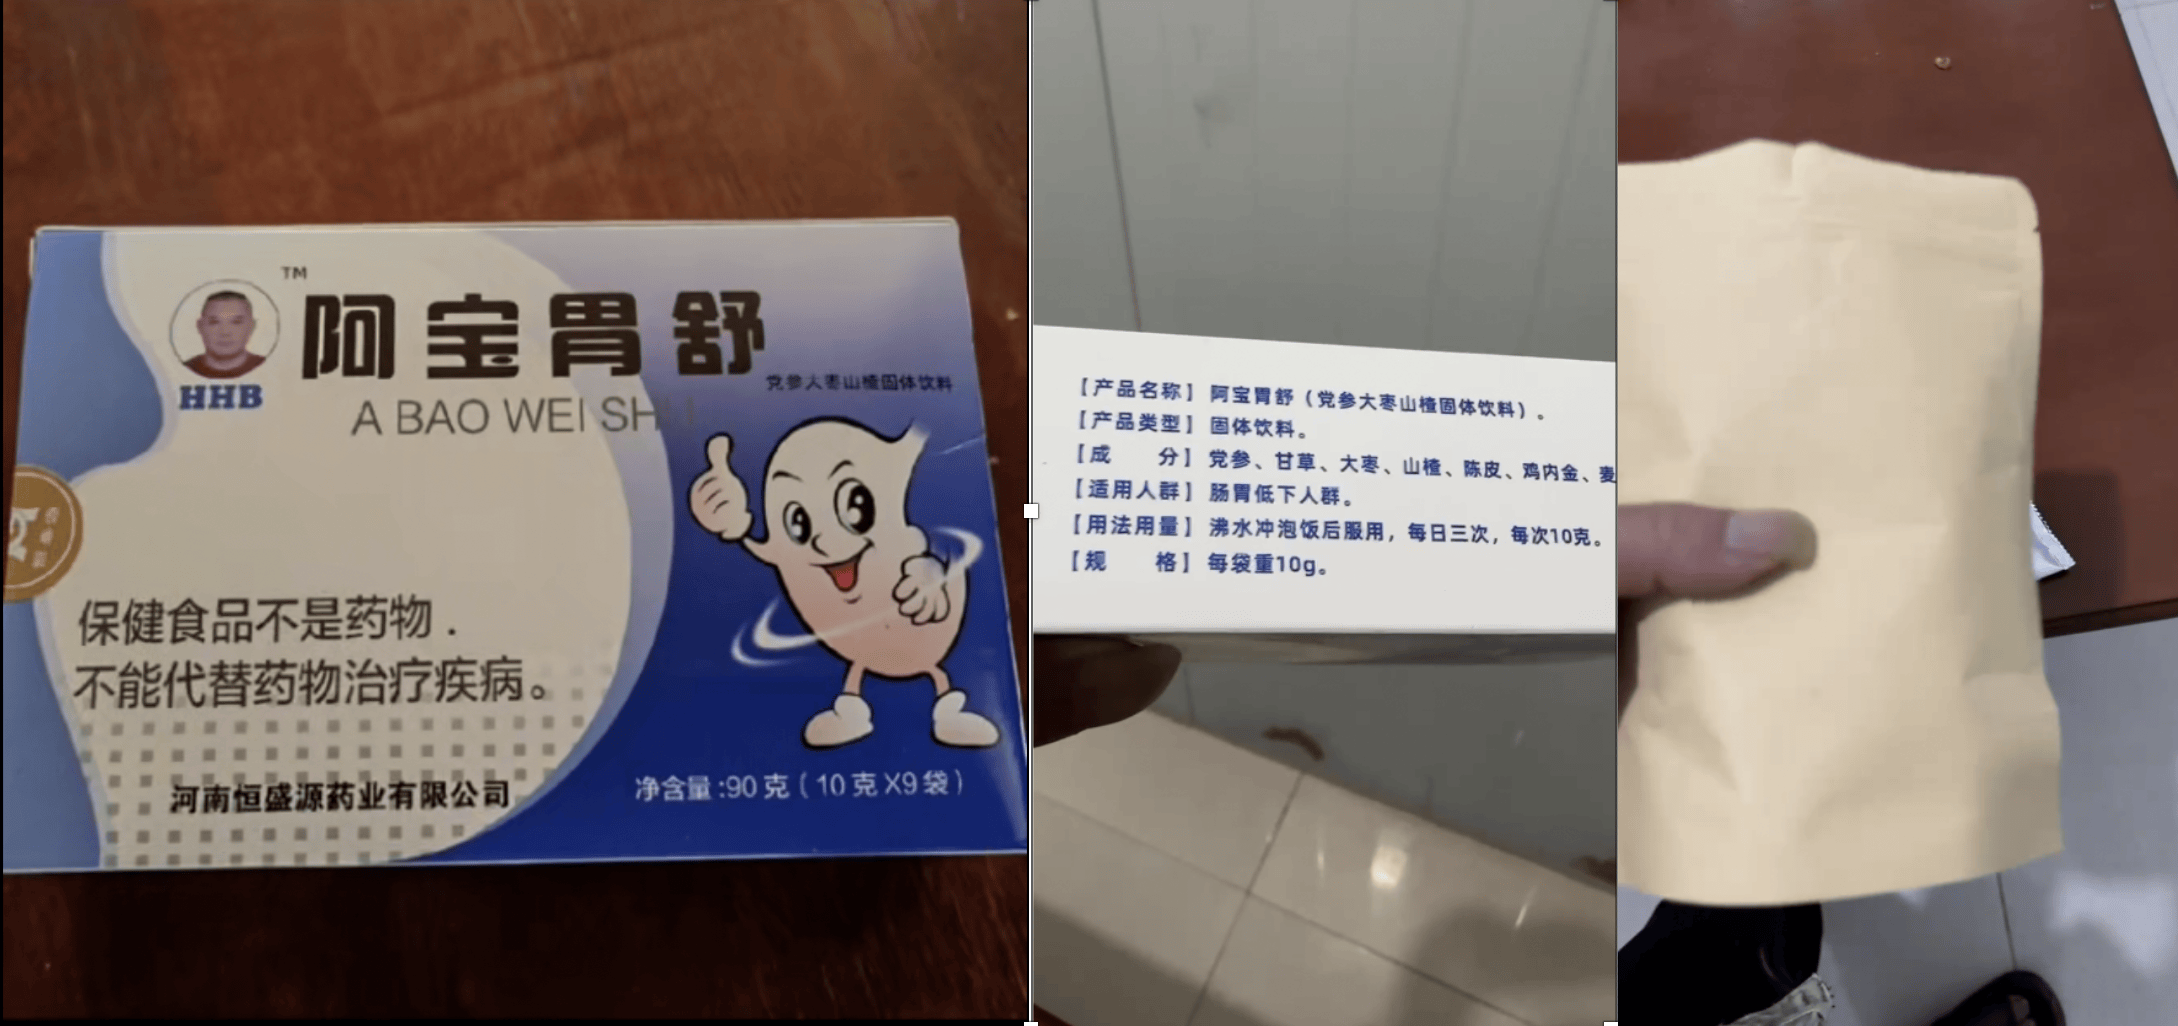 TM
阿宝胃舒
HHB
党参大枣山楂固体饮料
A BAO WEI SHU
保健食品不是药物.
不能代替药物治疗疾病。
净含量:90克(10克X9袋)
河南恒盛源药业有限公司
【产品名称】阿宝胃舒(党参大枣山楂固体饮料)。
【产品类型】固体饮料。
【成 分】党参、甘草、大枣、山楂、陈皮、鸡内金、麦
【适用人群】肠胃低下人群。
【用法用量】沸水冲泡饭后服用,每日三次,每次10克。
【规 格】每袋重10g。